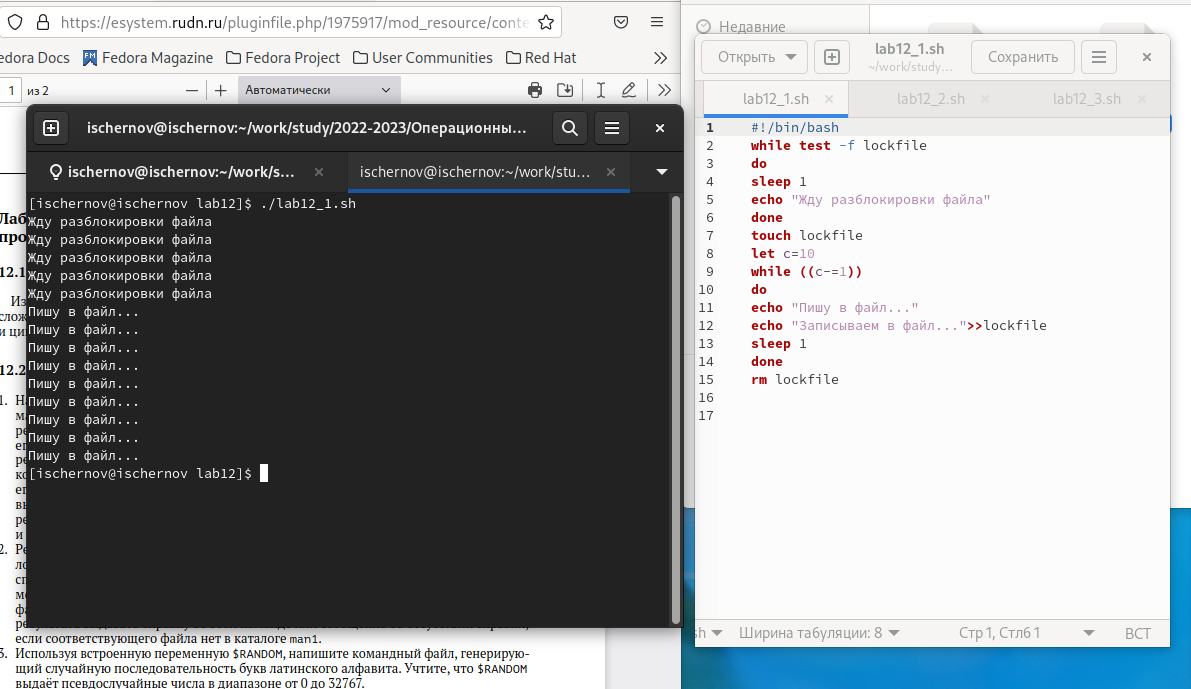 https://esystem.rudn.ru/pluginfile.php/1975917/mod_resource/conte
edora Docs Fedora Magazine Fedora Project User Communities Red Hat
1 из 2 Автоматически
ischernov@ischernov:~/work/study/2022-2023/Операционны...
ischernov@ischernov:~/work/s... ischernov@ischernov:~/work/stu...
[ischernov@ischernov lab12]$ ./lab12_1.sh
Жду разблокировки файла
Жду разблокировки файла
Жду разблокировки файла
Жду разблокировки файла
Жду разблокировки файла
Пишу в файл...
Пишу в файл...
Пишу в файл...
Пишу в файл...
Пишу в файл...
Пишу в файл...
Пишу в файл...
Пишу в файл...
Пишу в файл...
[ischernov@ischernov lab12]$
Лаб
про
12.1
Из
слож
и ци
12.2
1. Н
2. Ре
если соответствующего файла нет в каталоге man1.
3. Используя встроенную переменную $RANDOM, напишите командный файл, генерирую-
щий случайную последовательность букв латинского алфавита. Учтите, что $RANDOM
выдаёт псевдослучайные числа в диапазоне от 0 до 32767.
Недавние
Открыть lab12_1.sh Сохранить
~/work/study...
lab12_1.sh lab12_2.sh lab12_3.sh
1 #!/bin/bash
2 while test -f lockfile
3 do
4 sleep 1
5 echo "Жду разблокировки файла"
6 done
7 touch lockfile
8 let c=10
9 while ((c-=1))
10 do
11 echo "Пишу в файл..."
12 echo "Записываем в файл...">>lockfile
13 sleep 1
14 done
15 rm lockfile
16
17
sh Ширина табуляции: 8 Стр 1, Стлб 1 ВСТ